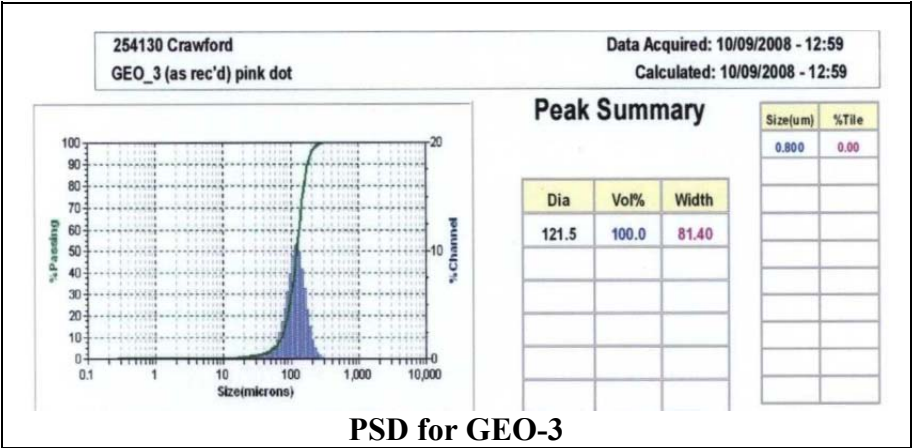 254130 Crawford
GEO_3 (as rec'd) pink dot
Data Acquired: 10/09/2008 - 12:59
Calculated: 10/09/2008 - 12:59
%Passing
100
90
80
70
60
50
40
30
20
10
0
0.1 1 10 100 1,000 10,000
Size(microns)
20
10
0
%Channel
Peak Summary
Dia Vol% Width
121.5 100.0 81.40
Size(um) %Tile
0.800 0.00
PSD for GEO-3